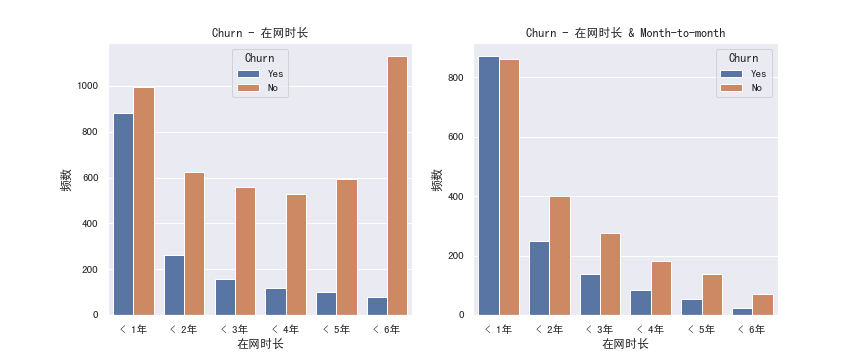 Churn - 在网时长
Churn
Yes
No
1000
800
600
400
200
0
频数
< 1年 < 2年 < 3年 < 4年 < 5年 < 6年
在网时长
Churn - 在网时长 & Month-to-month
Churn
Yes
No
800
600
400
200
0
频数
< 1年 < 2年 < 3年 < 4年 < 5年 < 6年
在网时长